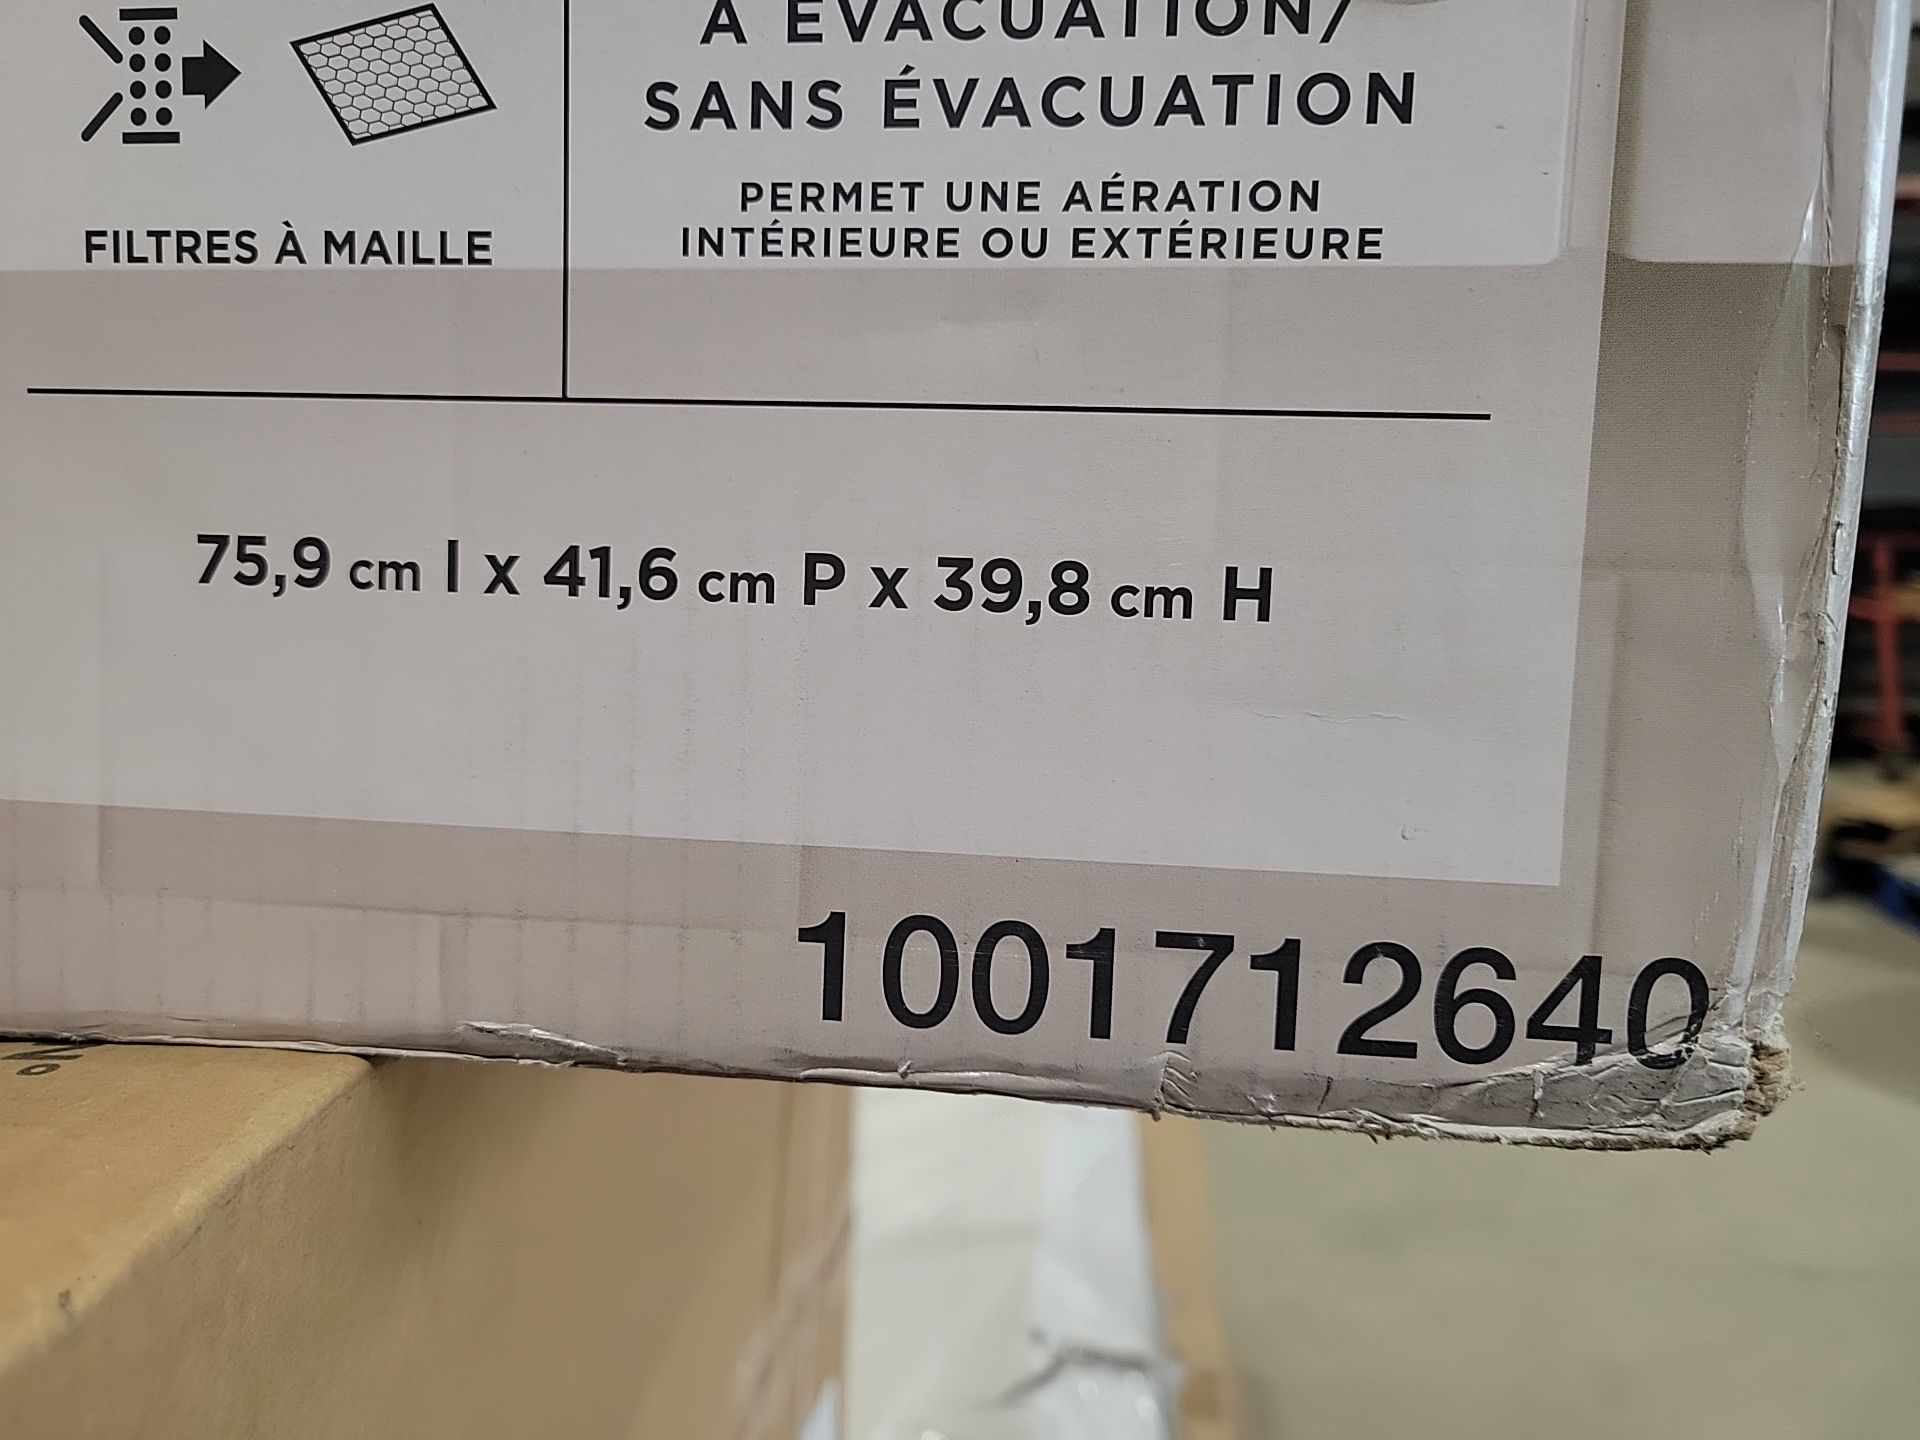 À ÉVACUATION/
SANS ÉVACUATION
PERMET UNE AÉRATION
INTÉRIEURE OU EXTÉRIEURE
FILTRES À MAILLE
75,9 cm l x 41,6 cm P x 39,8 cm H
1001712640